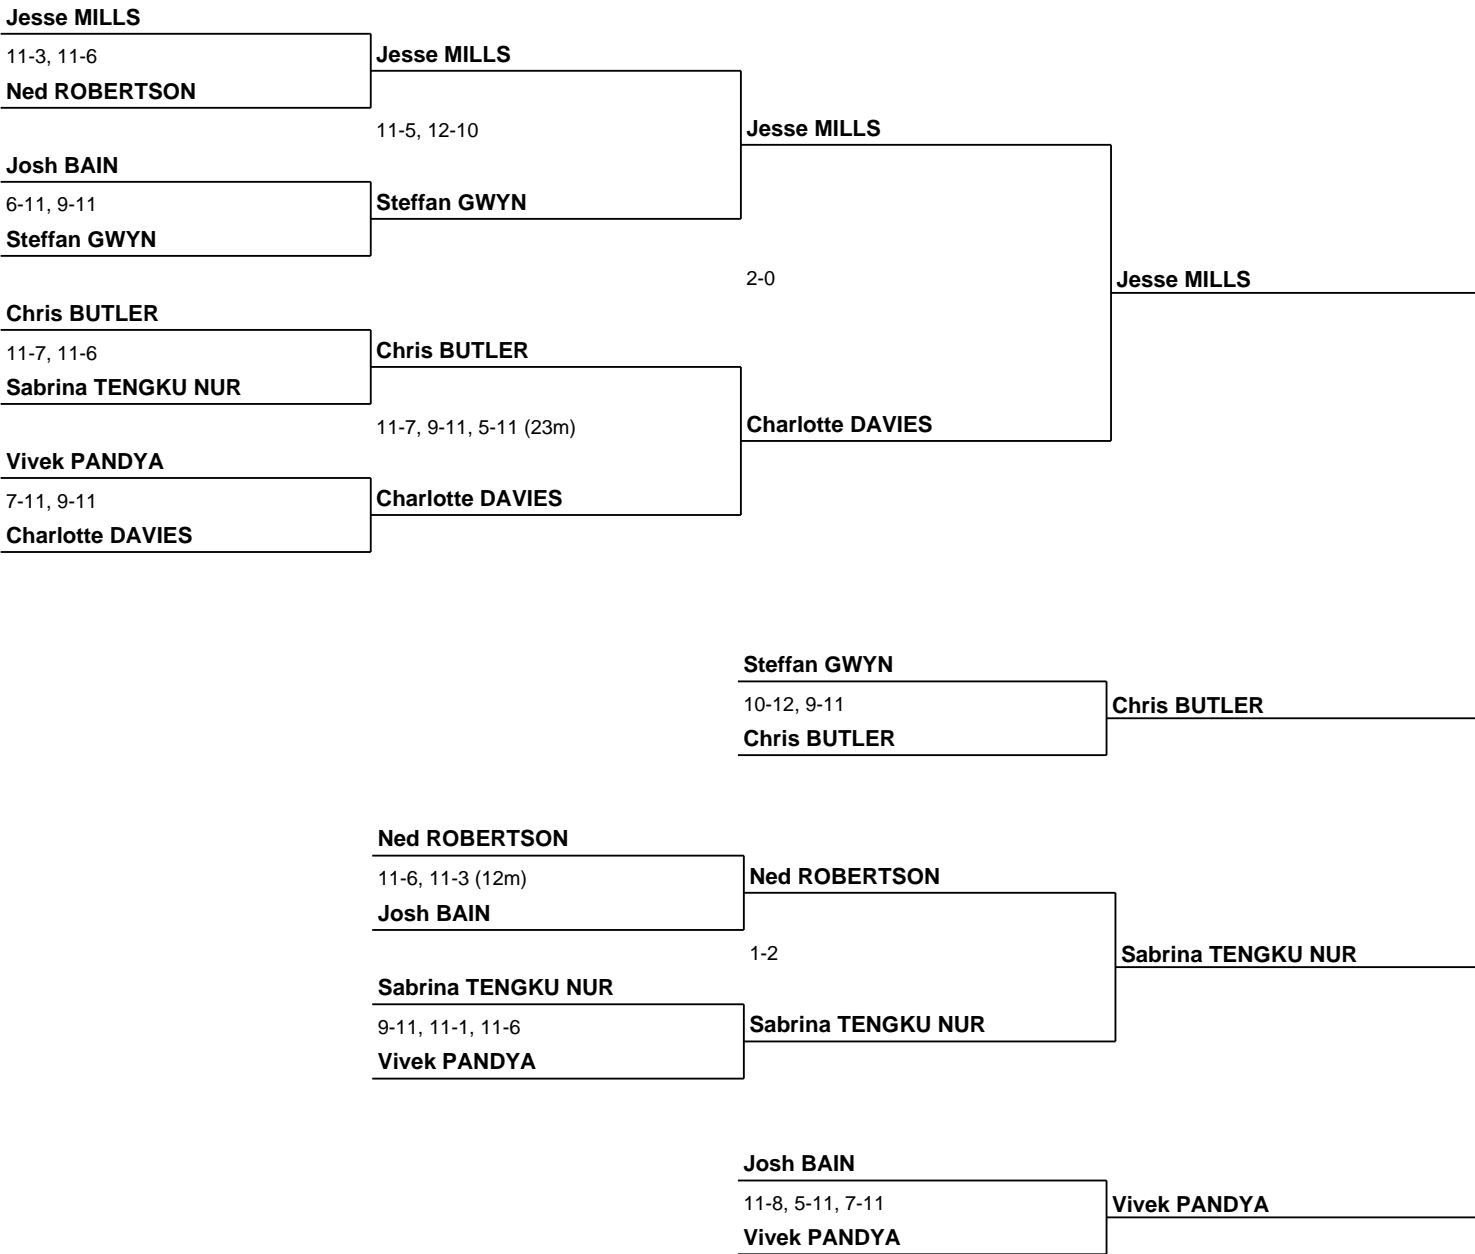 Jesse MILLS
11-3, 11-6
Jesse MILLS
Ned ROBERTSON
11-5, 12-10
Jesse MILLS
Josh BAIN
6-11, 9-11
Steffan GWYN
Steffan GWYN
2-0
Jesse MILLS
Chris BUTLER
11-7, 11-6
Chris BUTLER
Sabrina TENGKU NUR
11-7, 9-11, 5-11 (23m)
Charlotte DAVIES
Vivek PANDYA
7-11, 9-11
Charlotte DAVIES
Charlotte DAVIES
Steffan GWYN
10-12, 9-11
Chris BUTLER
Chris BUTLER
Ned ROBERTSON
11-6, 11-3 (12m)
Ned ROBERTSON
Josh BAIN
1-2
Sabrina TENGKU NUR
Sabrina TENGKU NUR
9-11, 11-1, 11-6
Sabrina TENGKU NUR
Vivek PANDYA
Josh BAIN
11-8, 5-11, 7-11
Vivek PANDYA
Vivek PANDYA